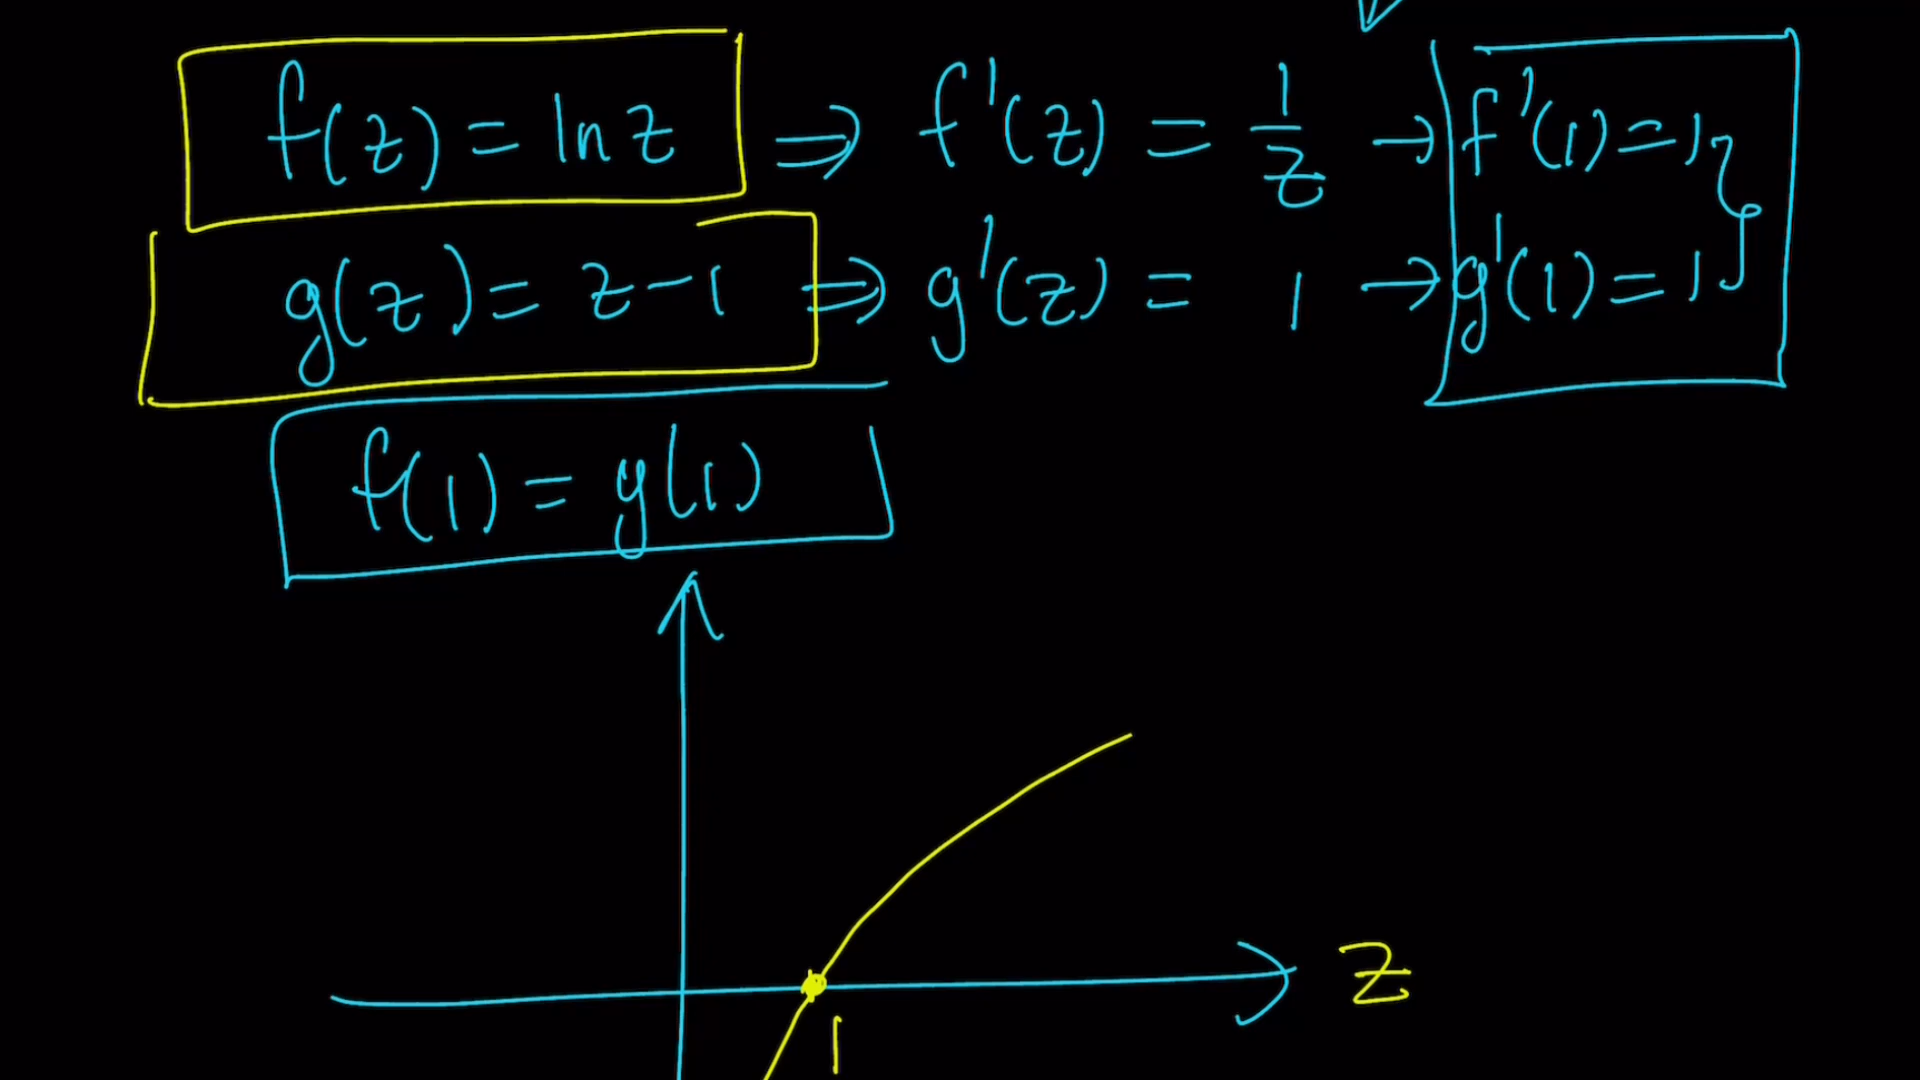 f(z) = ln z ⇒ f'(z) = 1/z → f'(1) = 1
g(z) = z - 1 ⇒ g'(z) = 1 → g'(1) = 1
f(1) = g(1)
z
1